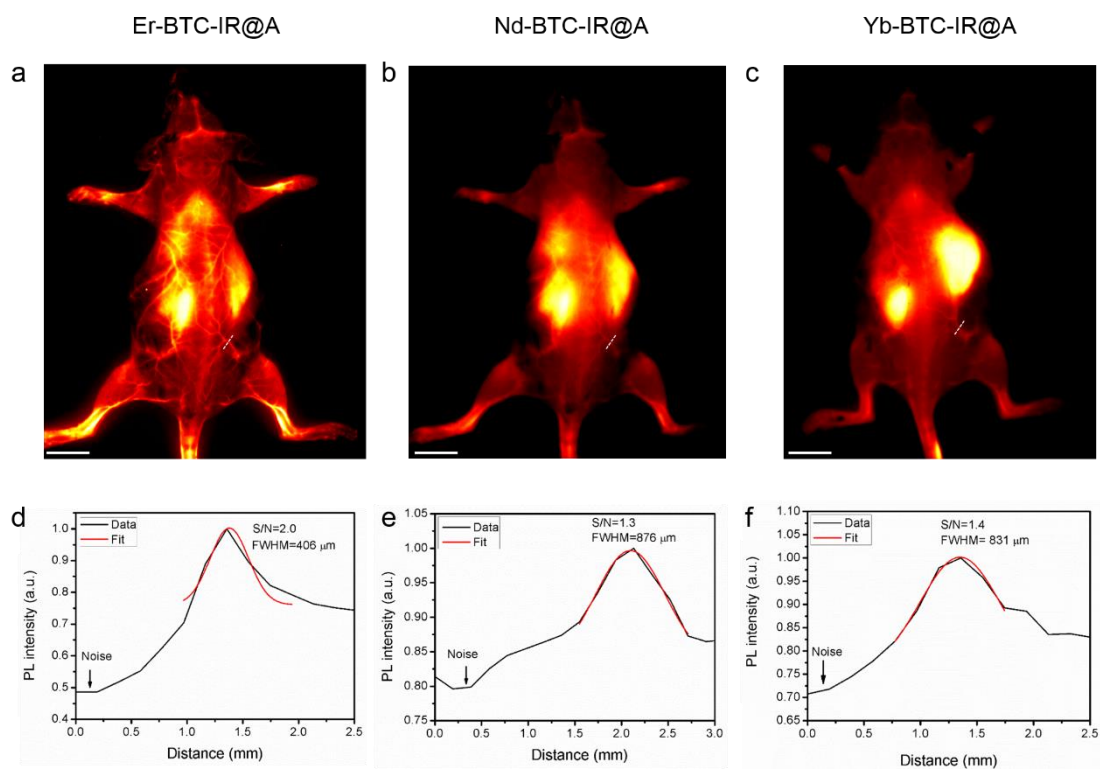 Er-BTC-IR@A
Nd-BTC-IR@A
Yb-BTC-IR@A
a
b
c
d
Data
Fit
S/N=2.0
FWHM=406 μm
Noise
PL intensity (a.u.)
1.0
0.9
0.8
0.7
0.6
0.5
0.4
0.0
0.5
1.0
1.5
2.0
2.5
Distance (mm)
e
Data
Fit
S/N=1.3
FWHM=876 μm
Noise
PL intensity (a.u.)
1.05
1.00
0.95
0.90
0.85
0.80
0.75
0.0
0.5
1.0
1.5
2.0
2.5
3.0
Distance (mm)
f
Data
Fit
S/N=1.4
FWHM= 831 μm
Noise
PL intensity (a.u.)
1.10
1.05
1.00
0.95
0.90
0.85
0.80
0.75
0.70
0.65
0.0
0.5
1.0
1.5
2.0
2.5
Distance (mm)